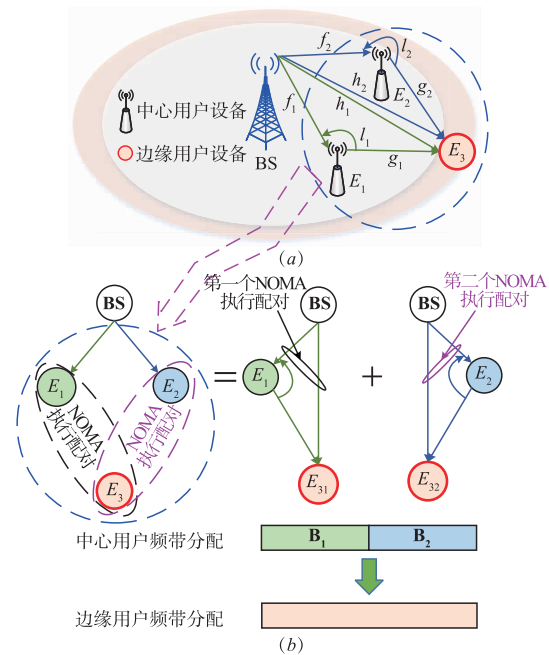 f₂
l₂
h₂
E₂
g₂
f₁
h₁
中心用户设备
边缘用户设备
BS
l₁
E₁
g₁
E₃
(a)
第一个NOMA
执行配对
第二个NOMA
执行配对
BS
BS
BS
E₁
E₂
E₁
E₂
NOMA
执行配对
NOMA
执行配对
E₃
E₃₁
E₃₂
=
+
中心用户频带分配
B₁
B₂
边缘用户频带分配
(b)